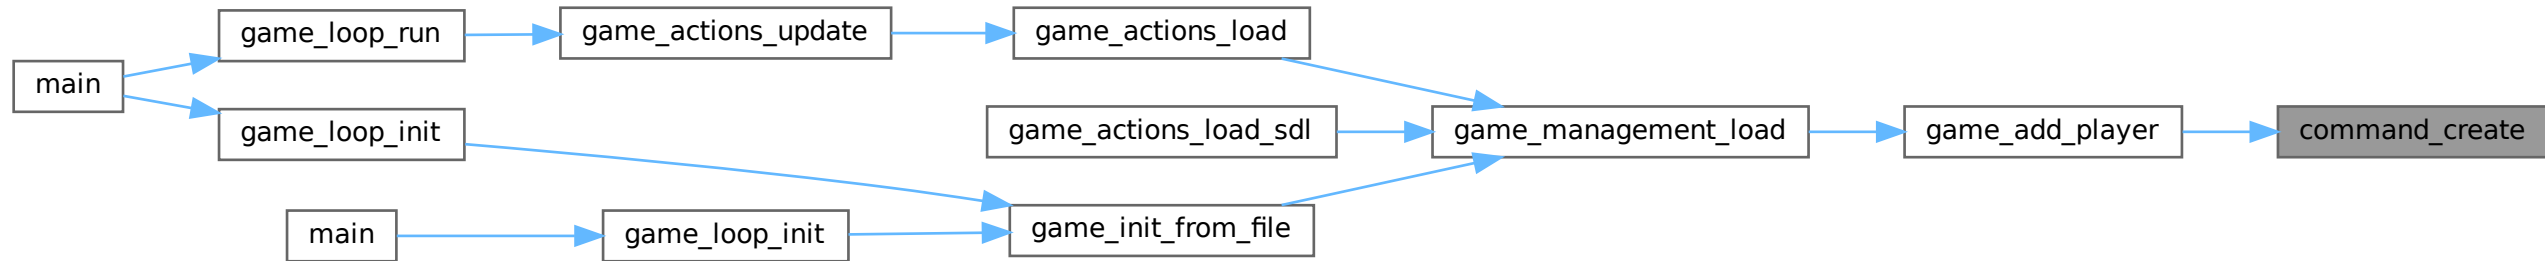 main
game_loop_run
game_actions_update
game_actions_load
game_loop_init
game_actions_load_sdl
game_management_load
game_add_player
command_create
main
game_loop_init
game_init_from_file